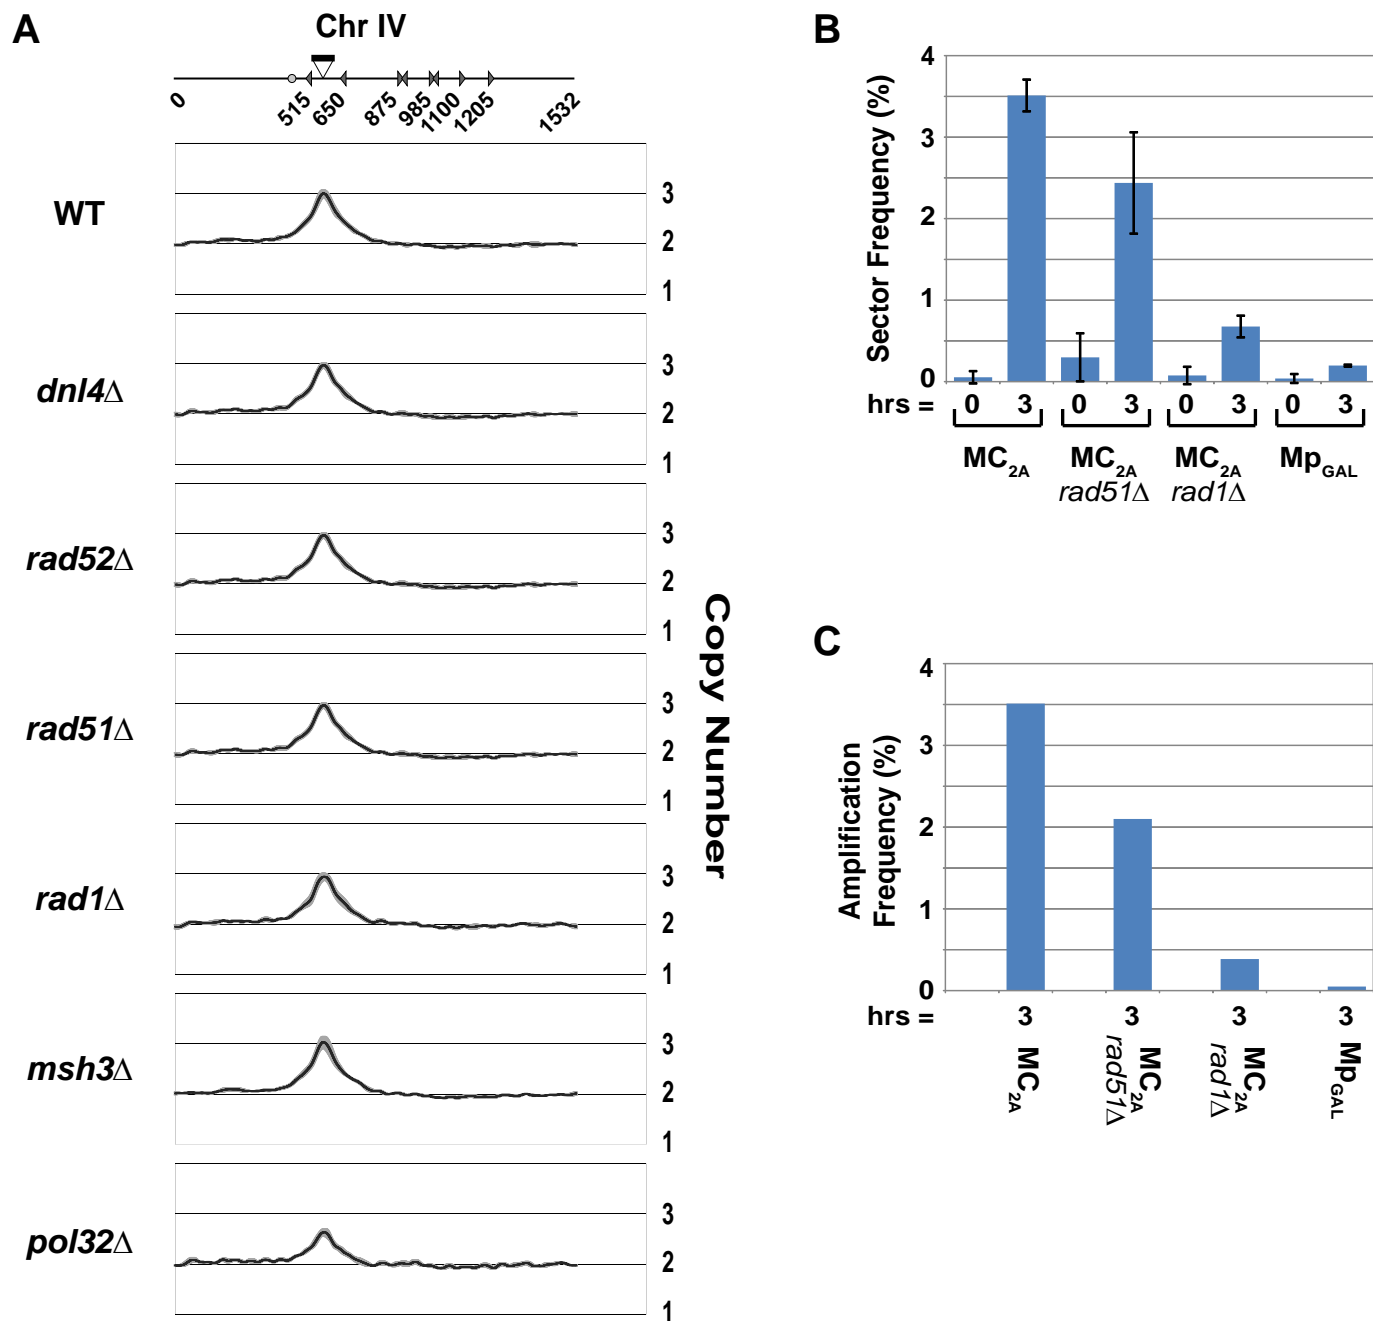 A
Chr IV
0 515 650 875 985 1100 1205 1532
WT
3
2
1
dnl4Δ
3
2
1
rad52Δ
3
2
1
rad51Δ
3
2
1
rad1Δ
3
2
1
msh3Δ
3
2
1
pol32Δ
3
2
1
Copy Number
B
Sector Frequency (%)
4
3
2
1
0
hrs = 0 3 0 3 0 3 0 3
MC2A MC2A MC2A MpGAL
rad51Δ rad1Δ
C
Amplification
Frequency (%)
4
3
2
1
0
hrs = 3 3 3 3
MC2A
MC2A
rad51Δ
MC2A
rad1Δ
MpGAL